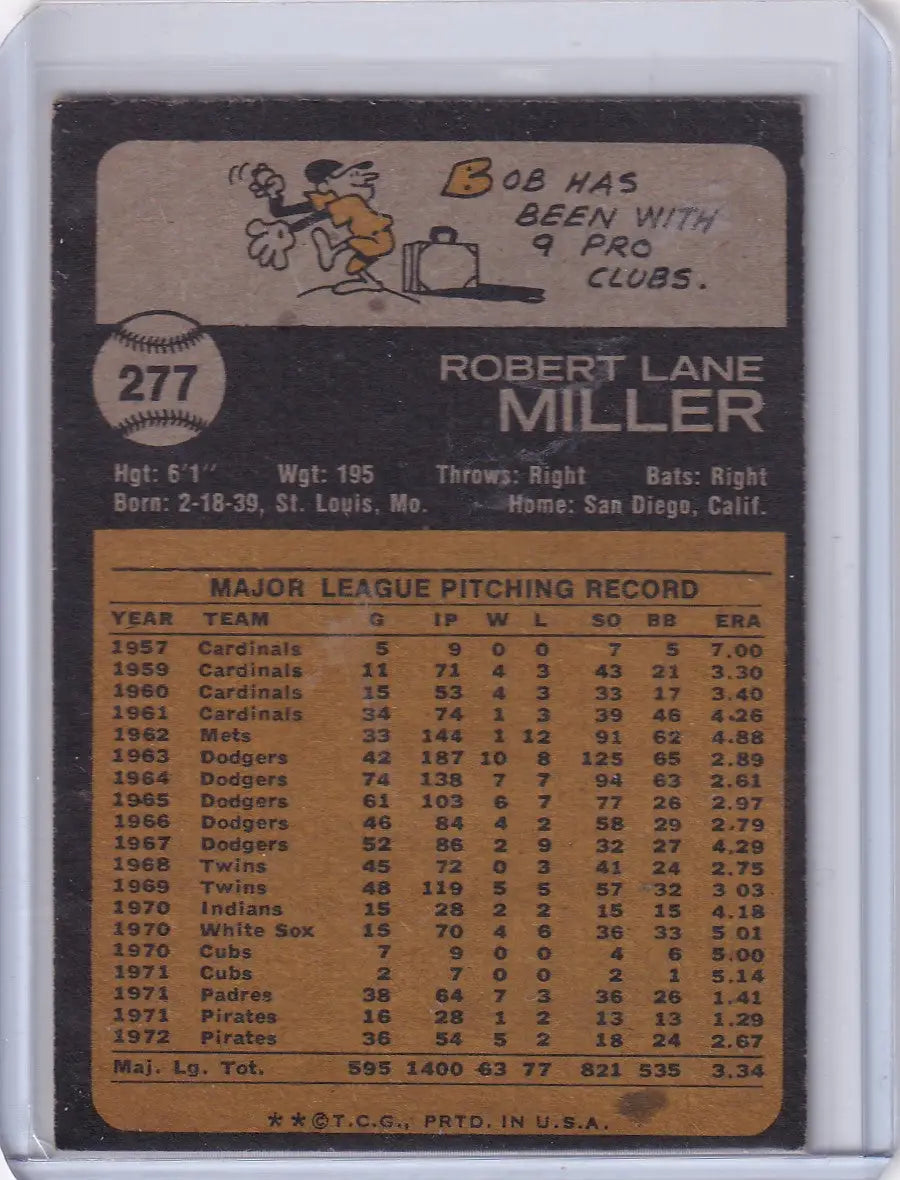 BOB HAS
BEEN WITH
9 PRO
CLUBS.
277
ROBERT LANE
MILLER
Hgt: 6'1" Wgt: 195 Throws: Right Bats: Right
Born: 2-18-39, St. Louis, Mo. Home: San Diego, Calif.
MAJOR LEAGUE PITCHING RECORD
YEAR TEAM G IP W L SO BB ERA
1957 Cardinals 5 9 0 0 7 5 7.00
1959 Cardinals 11 71 4 3 43 21 3.30
1960 Cardinals 15 53 4 3 33 17 3.40
1961 Cardinals 34 74 1 3 39 46 4.26
1962 Mets 33 144 1 12 91 62 4.88
1963 Dodgers 42 187 10 8 125 65 2.89
1964 Dodgers 74 138 7 7 94 63 2.61
1965 Dodgers 61 103 6 7 77 26 2.97
1966 Dodgers 46 84 4 2 58 29 2.79
1967 Dodgers 52 86 2 9 32 27 4.29
1968 Twins 45 72 0 3 41 24 2.75
1969 Twins 48 119 5 5 57 32 3 03
1970 Indians 15 28 2 2 15 15 4.18
1970 White Sox 15 70 4 6 36 33 5 01
1970 Cubs 7 9 0 0 4 6 5.00
1971 Cubs 2 7 0 0 2 1 5.14
1971 Padres 38 64 7 3 36 26 1.41
1971 Pirates 16 28 1 2 13 13 1.29
1972 Pirates 36 54 5 2 18 24 2.67
Maj. Lg. Tot. 595 1400 63 77 821 535 3.34
**©T.C.G., PRTD. IN U.S.A.